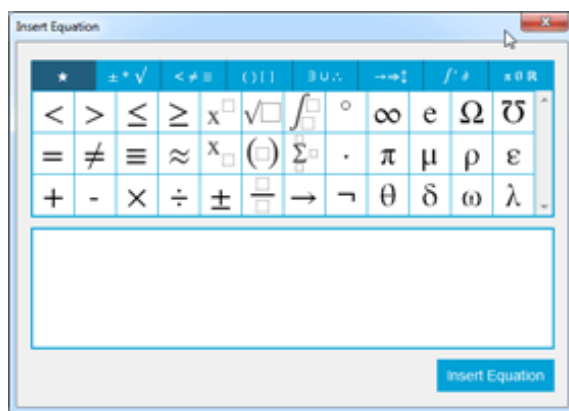 Insert Equation
★ ± * √ < ≠ ≡ ( ) [ ] ∃ ∪ ∴ → ⇒ ↕ ∫ ' ∂ x θ ℝ
< > ≤ ≥ x□ √□ ∫□ ° ∞ e Ω ℧
= ≠ ≡ ≈ x□ (□) Σ□ · π μ ρ ε
+ - × ÷ ± □/□ → ¬ θ δ ω λ
Insert Equation